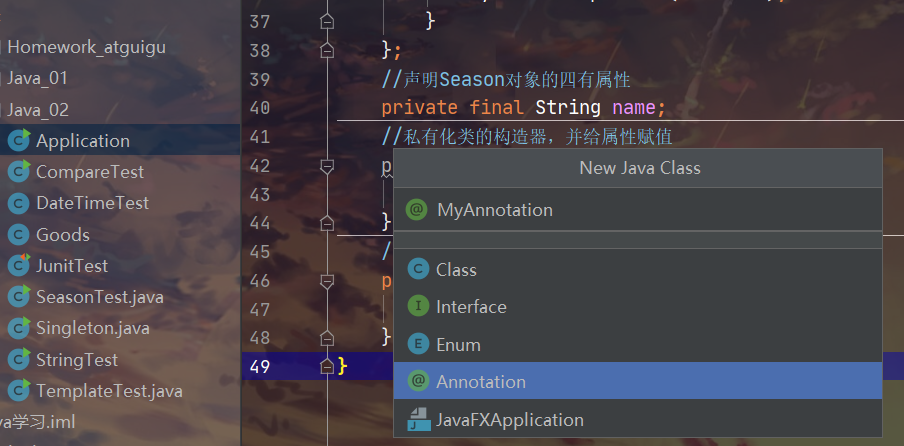 Homework_atguigu
Java_01
Java_02
Application
CompareTest
DateTimeTest
Goods
JunitTest
SeasonTest.java
Singleton.java
StringTest
TemplateTest.java
va学习.iml
37 }
38 };
39 //声明Season对象的四有属性
40 private final String name;
41 //私有化类的构造器，并给属性赋值
42 p
43
44 }
45 /
46 p
47
48 }
49 }
New Java Class
MyAnnotation
Class
Interface
Enum
Annotation
JavaFXApplication